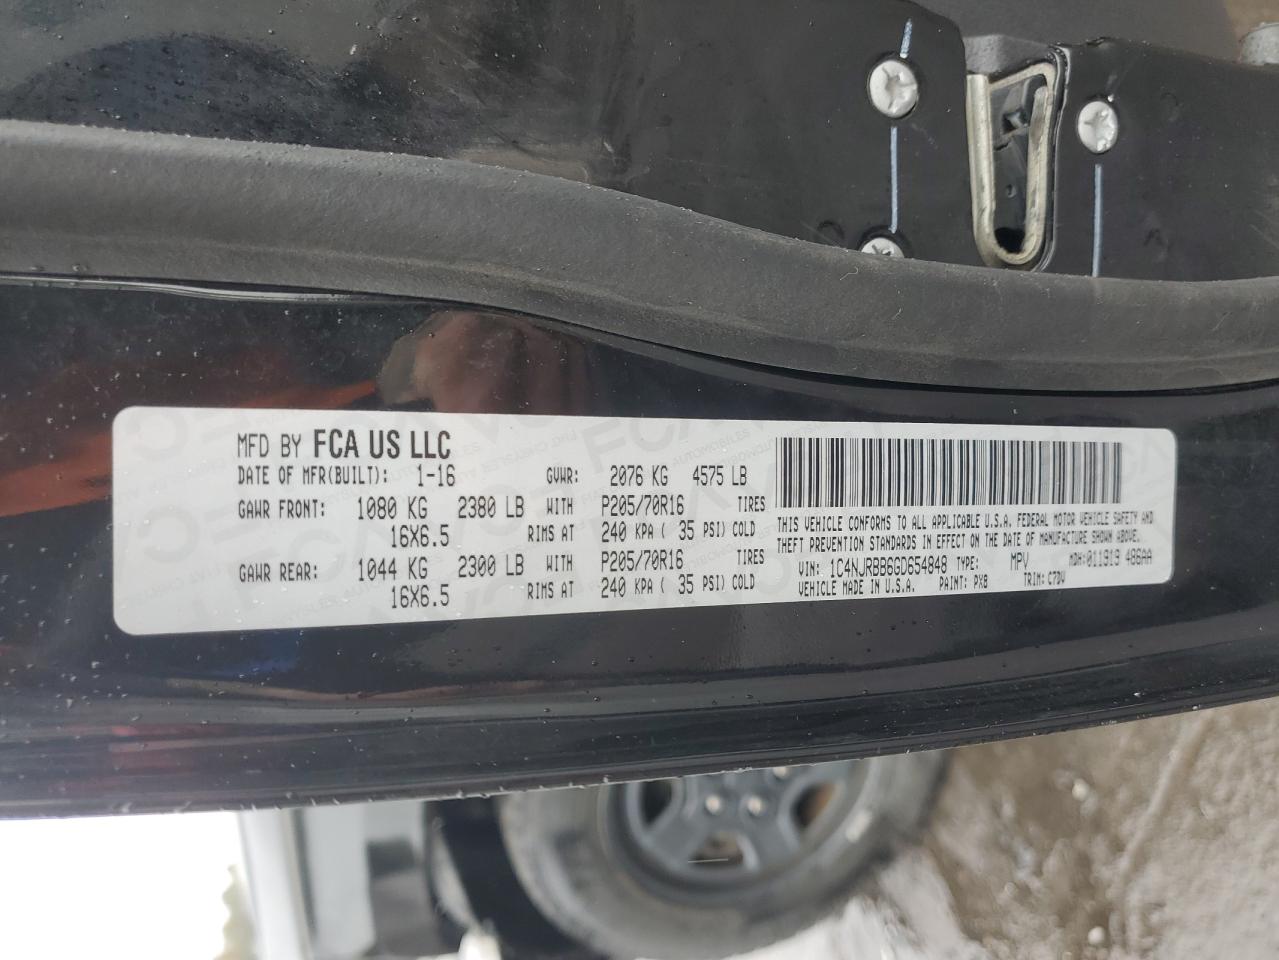 MFD BY FCA US LLC
DATE OF MFR(BUILT): 1-16 GVWR: 2076 KG 4575 LB
GAWR FRONT: 1080 KG 2380 LB WITH P205/70R16 TIRES
16X6.5 RIMS AT 240 KPA ( 35 PSI) COLD
GAWR REAR: 1044 KG 2300 LB WITH P205/70R16 TIRES
16X6.5 RIMS AT 240 KPA ( 35 PSI) COLD
THIS VEHICLE CONFORMS TO ALL APPLICABLE U.S.A. FEDERAL MOTOR VEHICLE SAFETY AND
THEFT PREVENTION STANDARDS IN EFFECT ON THE DATE OF MANUFACTURE SHOWN ABOVE.
VIN: 1C4NJRBB6GD654848 TYPE: MPV MDH:011919 486AA
VEHICLE MADE IN U.S.A. PAINT: PX8 TRIM: C7DV